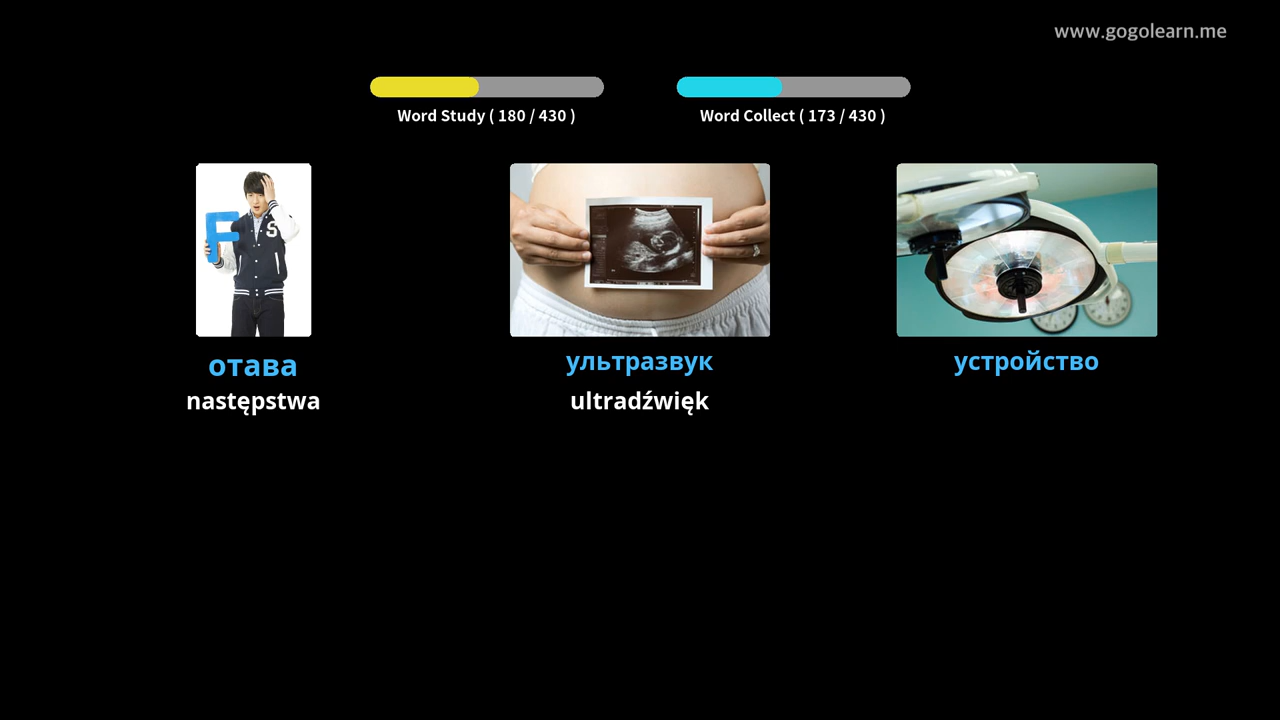 www.gogolearn.me
Word Study ( 180 / 430 )
Word Collect ( 173 / 430 )
F
S
отава
następstwa
ультразвук
ultradźwięk
устройство